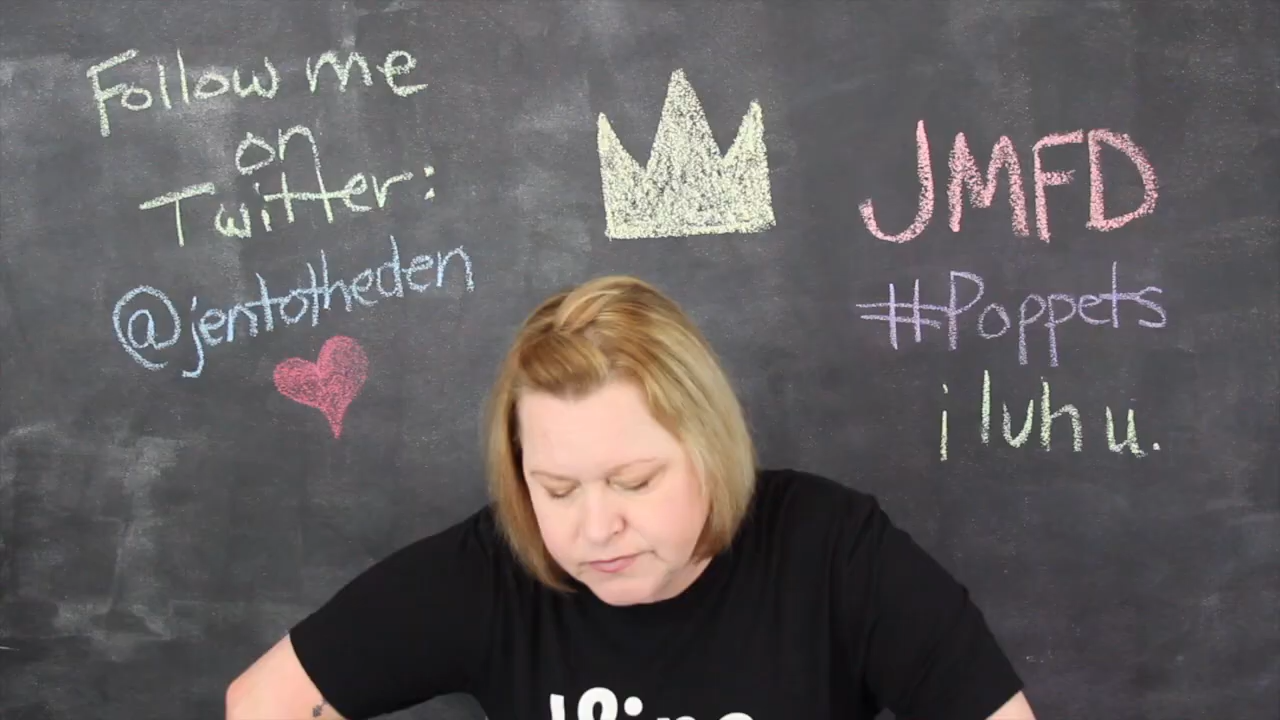 Follow me
on
Twitter:
@jentotheden
JMFD
#Poppets
i luh u.